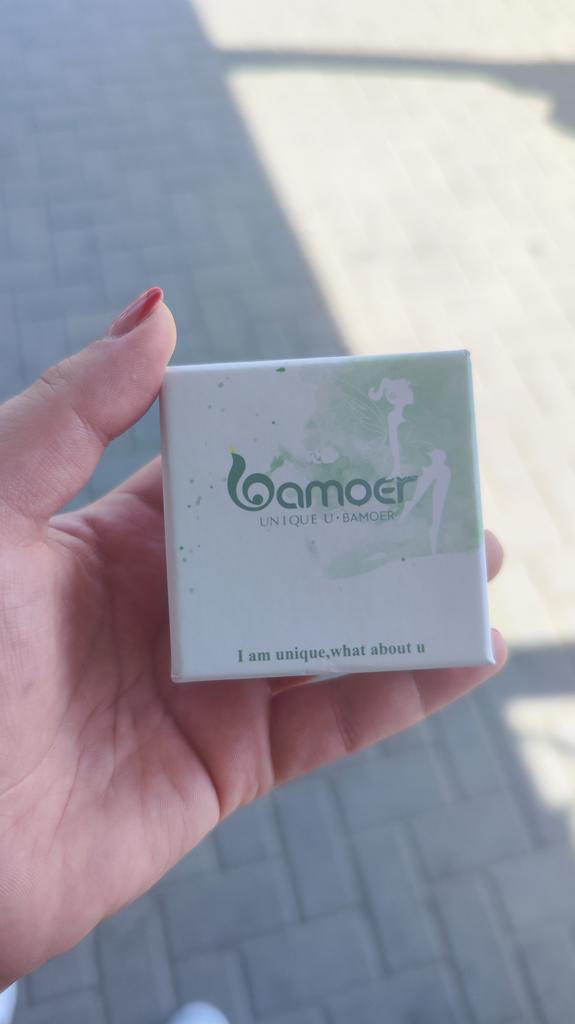 bamoer
UNIQUE U · BAMOER
I am unique,what about u